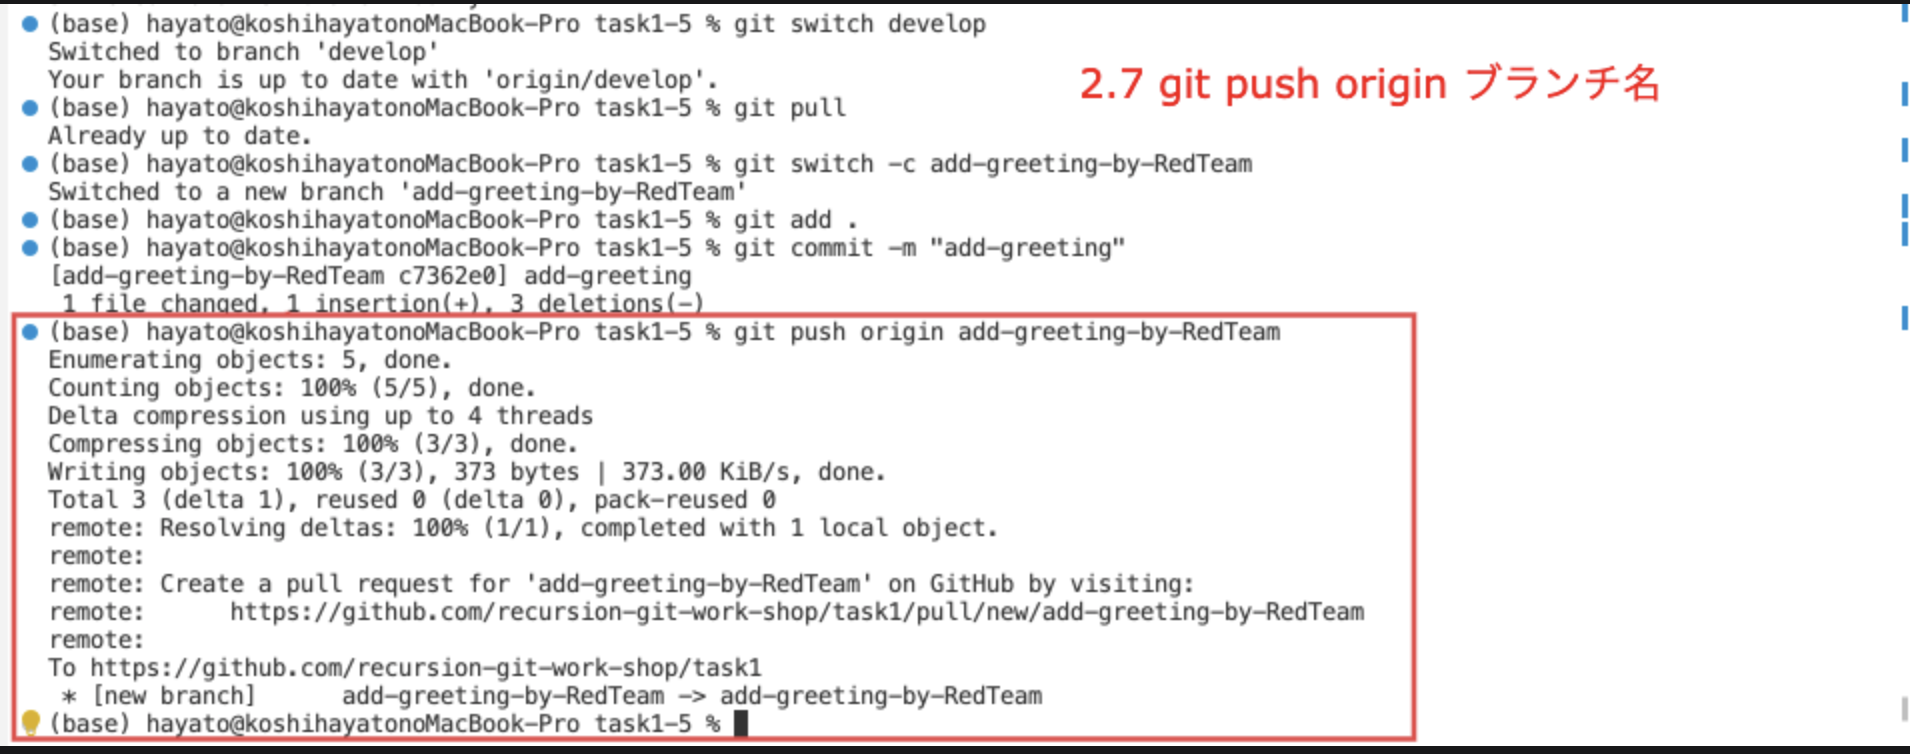 (base) hayato@koshihayatonoMacBook-Pro task1-5 % git switch develop
Switched to branch 'develop'
Your branch is up to date with 'origin/develop'.
2.7 git push origin ブランチ名
(base) hayato@koshihayatonoMacBook-Pro task1-5 % git pull
Already up to date.
(base) hayato@koshihayatonoMacBook-Pro task1-5 % git switch -c add-greeting-by-RedTeam
Switched to a new branch 'add-greeting-by-RedTeam'
(base) hayato@koshihayatonoMacBook-Pro task1-5 % git add .
(base) hayato@koshihayatonoMacBook-Pro task1-5 % git commit -m "add-greeting"
[add-greeting-by-RedTeam c7362e0] add-greeting
1 file changed, 1 insertion(+), 3 deletions(-)
(base) hayato@koshihayatonoMacBook-Pro task1-5 % git push origin add-greeting-by-RedTeam
Enumerating objects: 5, done.
Counting objects: 100% (5/5), done.
Delta compression using up to 4 threads
Compressing objects: 100% (3/3), done.
Writing objects: 100% (3/3), 373 bytes | 373.00 KiB/s, done.
Total 3 (delta 1), reused 0 (delta 0), pack-reused 0
remote: Resolving deltas: 100% (1/1), completed with 1 local object.
remote:
remote: Create a pull request for 'add-greeting-by-RedTeam' on GitHub by visiting:
remote:      https://github.com/recursion-git-work-shop/task1/pull/new/add-greeting-by-RedTeam
remote:
To https://github.com/recursion-git-work-shop/task1
* [new branch]      add-greeting-by-RedTeam -> add-greeting-by-RedTeam
(base) hayato@koshihayatonoMacBook-Pro task1-5 %